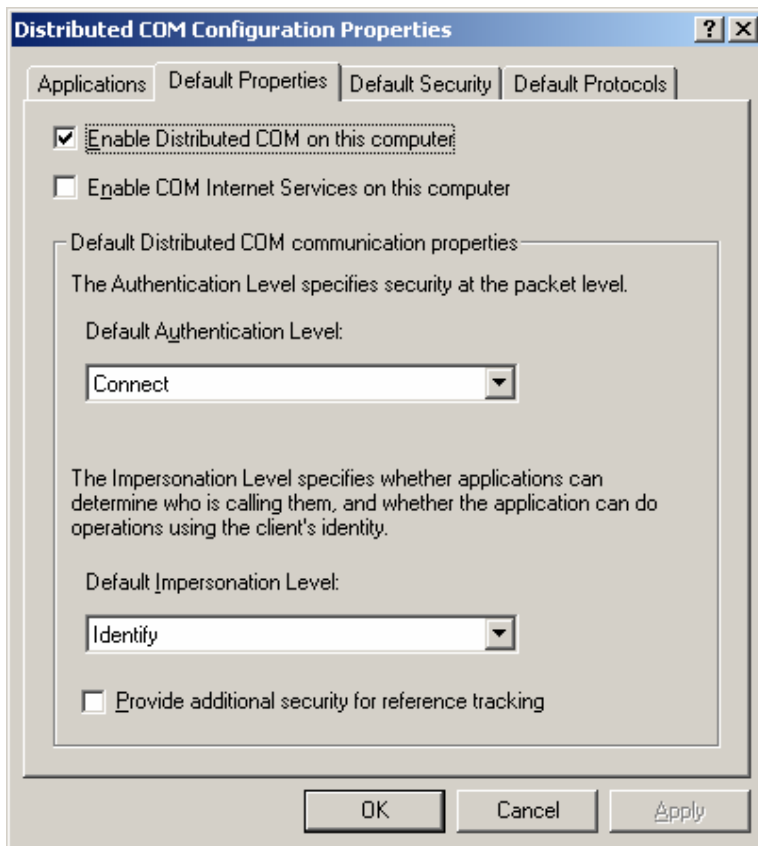 Distributed COM Configuration Properties
Applications Default Properties Default Security Default Protocols
Enable Distributed COM on this computer
Enable COM Internet Services on this computer
Default Distributed COM communication properties
The Authentication Level specifies security at the packet level.
Default Authentication Level:
Connect
The Impersonation Level specifies whether applications can
determine who is calling them, and whether the application can do
operations using the client's identity.
Default Impersonation Level:
Identify
Provide additional security for reference tracking
OK Cancel Apply